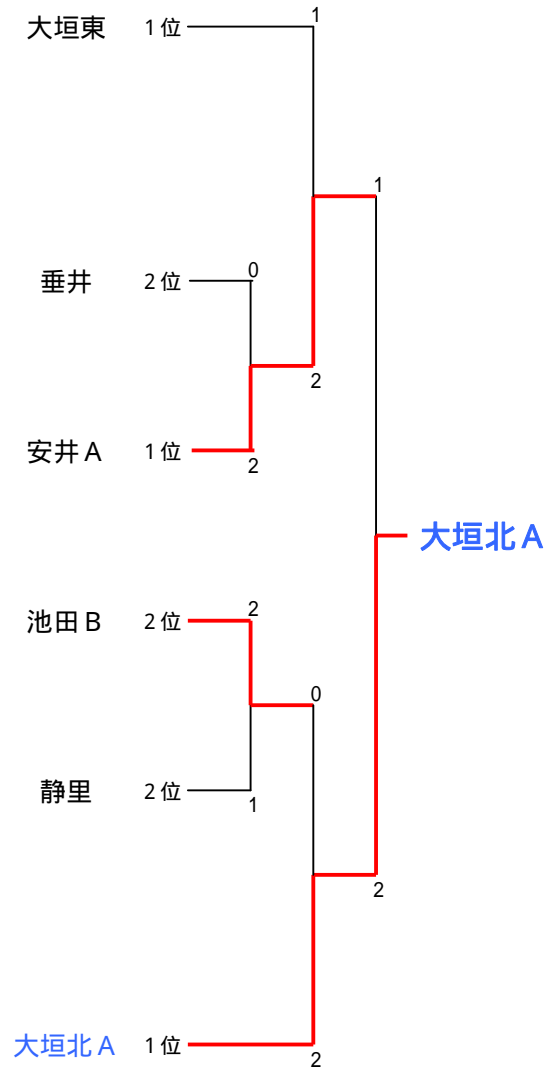 1
大垣東 1位
1
垂井 2位 0
2
安井A 1位 2
大垣北A
池田B 2位 2
0
静里 2位 1
2
大垣北A 1位 2